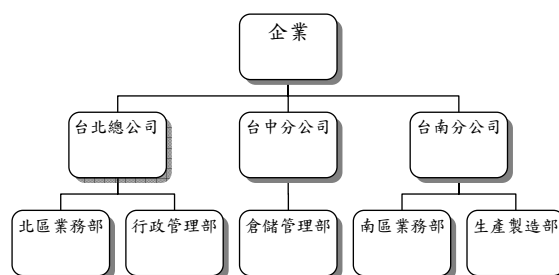 企業
台北總公司
台中分公司
台南分公司
北區業務部
行政管理部
倉儲管理部
南區業務部
生產製造部